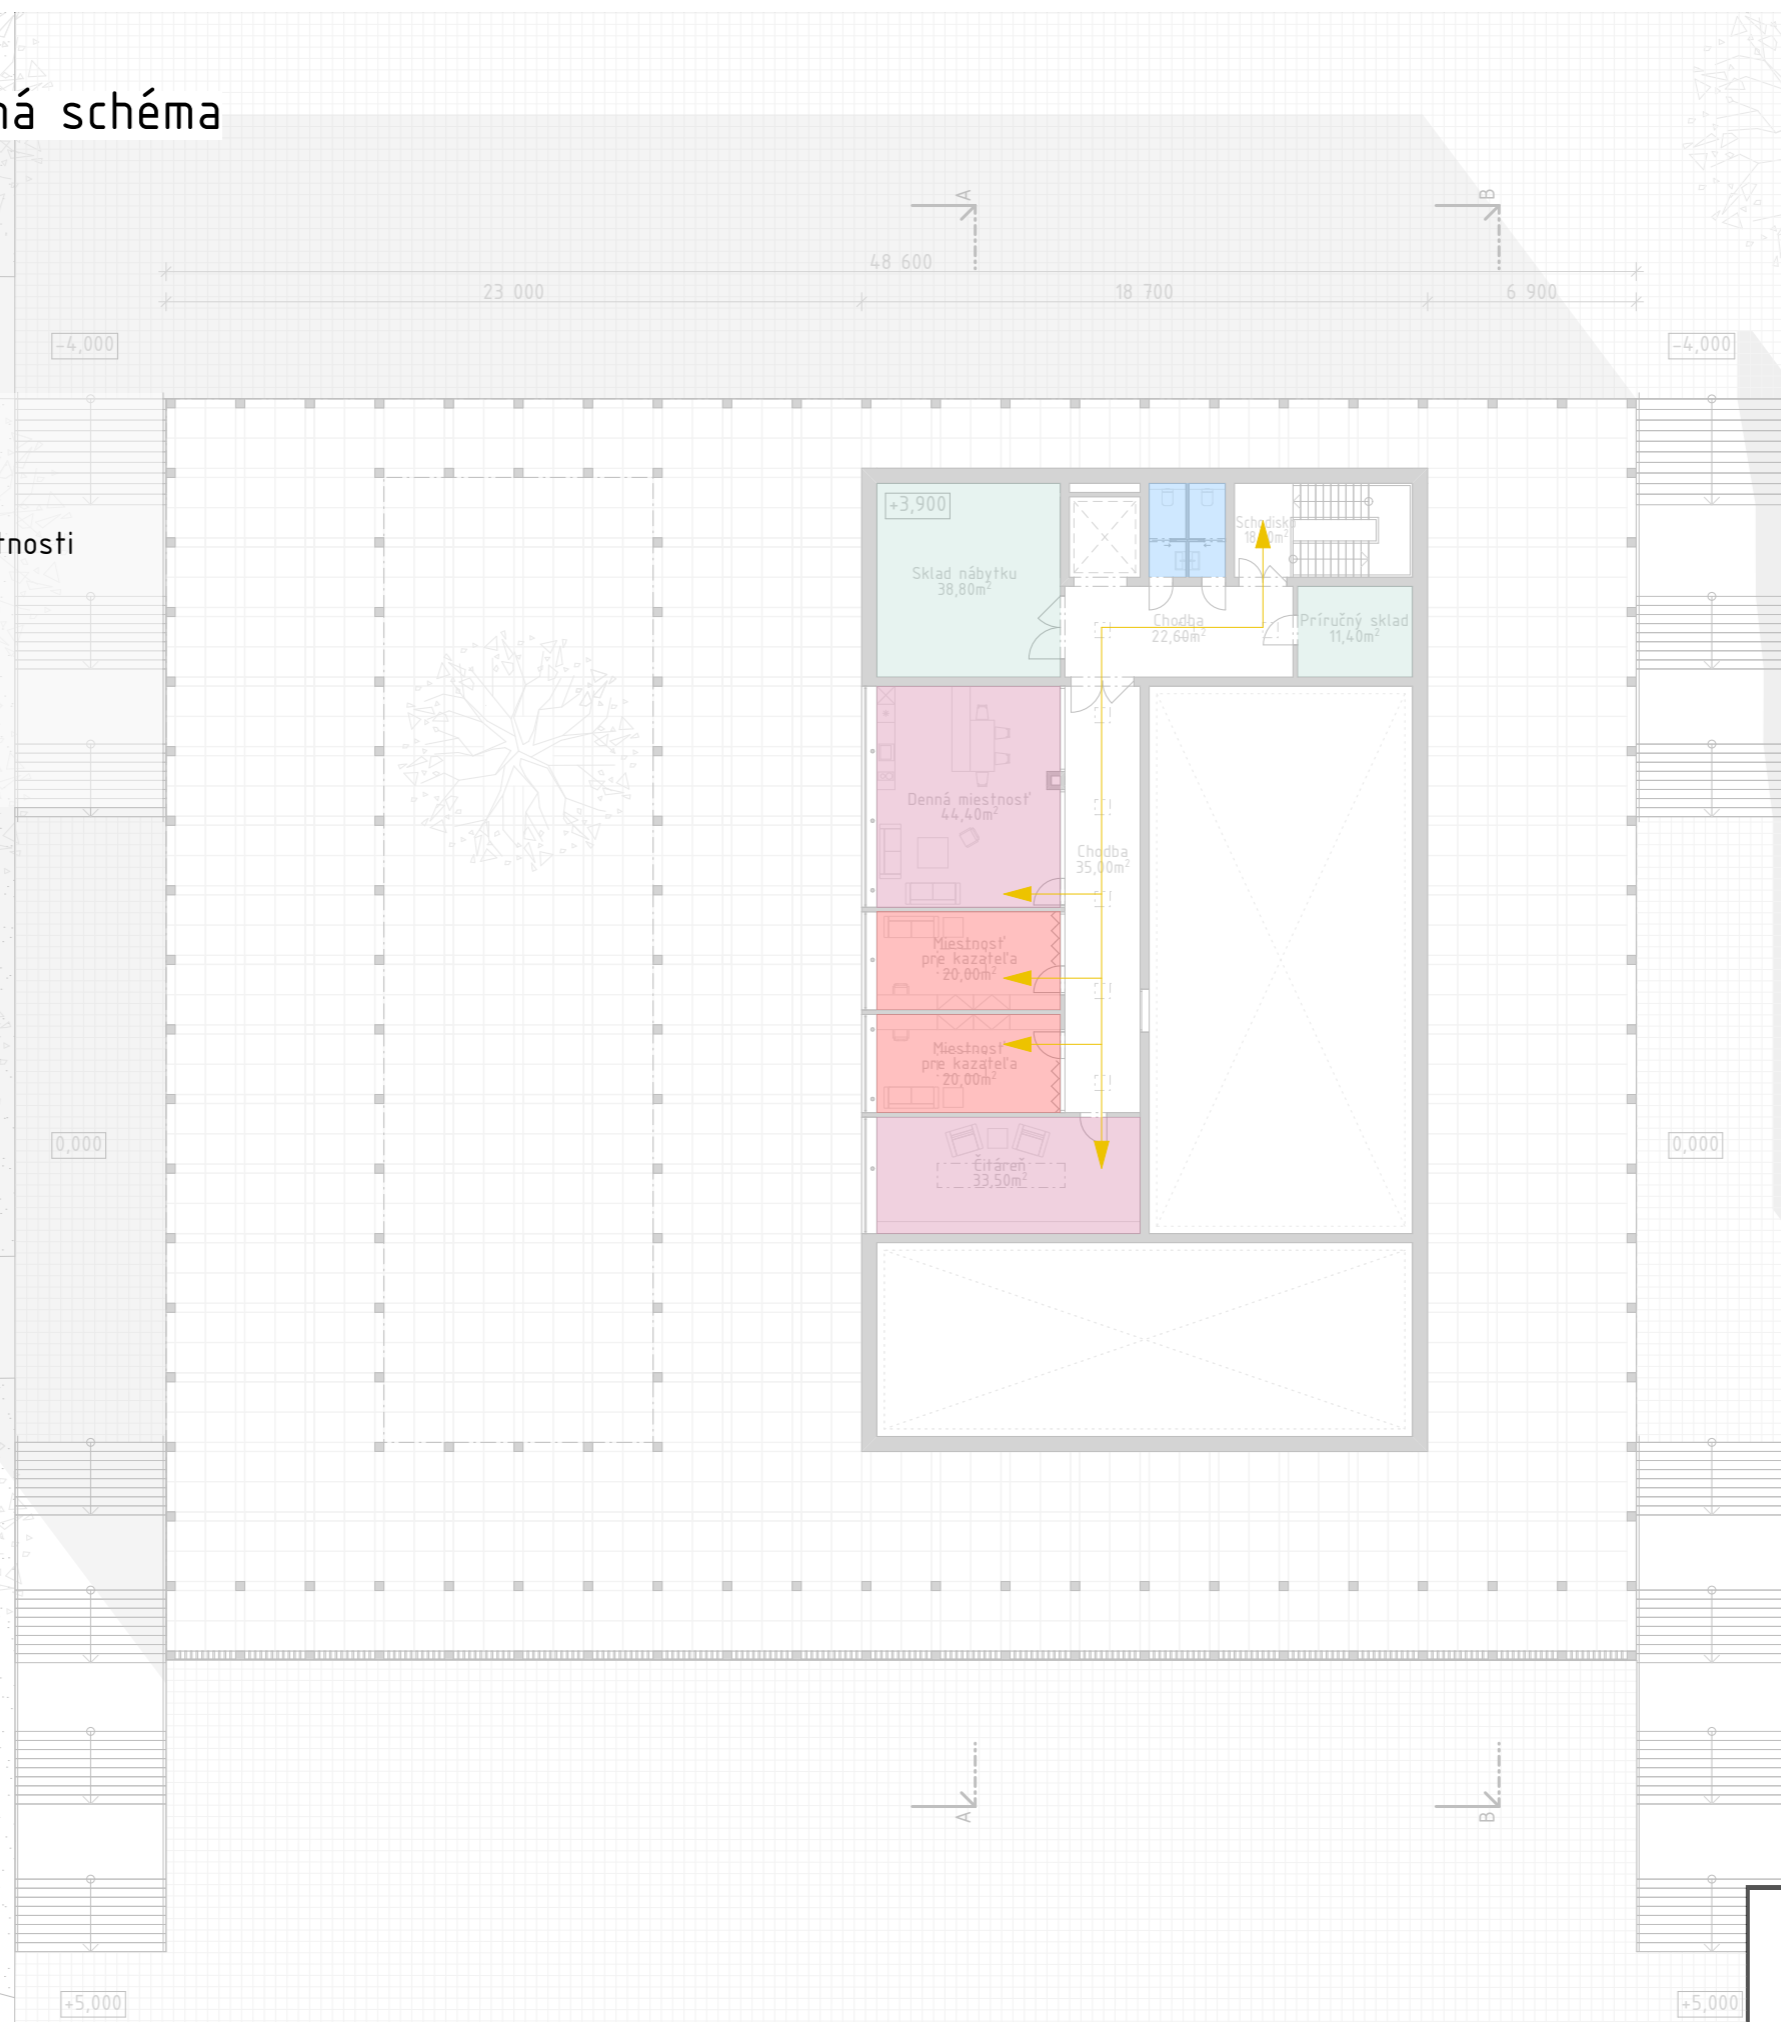 ná schéma
A
B
48 600
23 000
18 700
6 900
-4,000
-4,000
+3,900
tnosti
Schodisko
Sklad nábytku
38,80m²
Chodba
22,60m²
Príručný sklad
11,40m²
Denná miestnosť
44,40m²
Chodba
35,00m²
Miestnosť
pre kazateľa
20,00m²
Miestnosť
pre kazateľa
20,00m²
0,000
0,000
Čitáreň
33,50m²
A
B
+5,000
+5,000